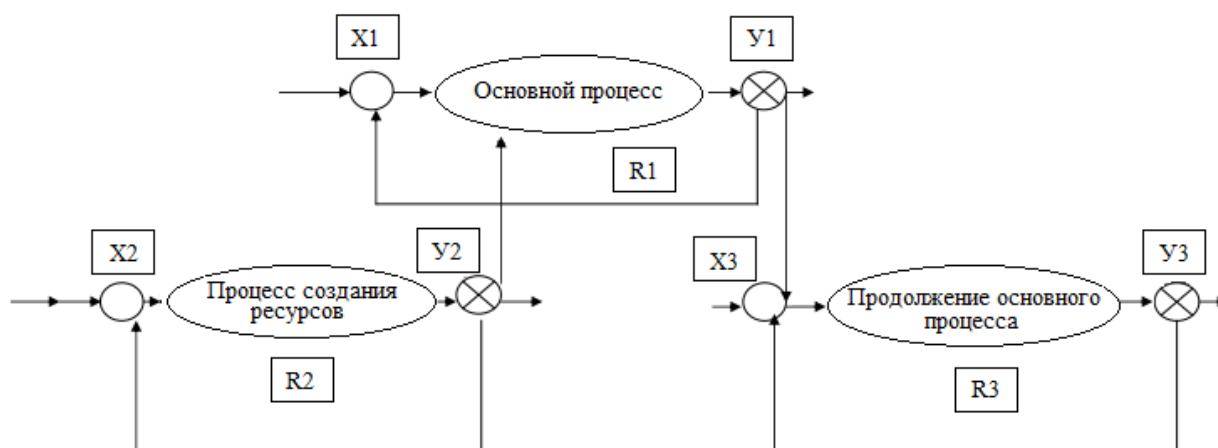 X1
У1
Основной процесс
R1
X2
У2
X3
У3
Процесс создания
ресурсов
Продолжение основного
процесса
R2
R3